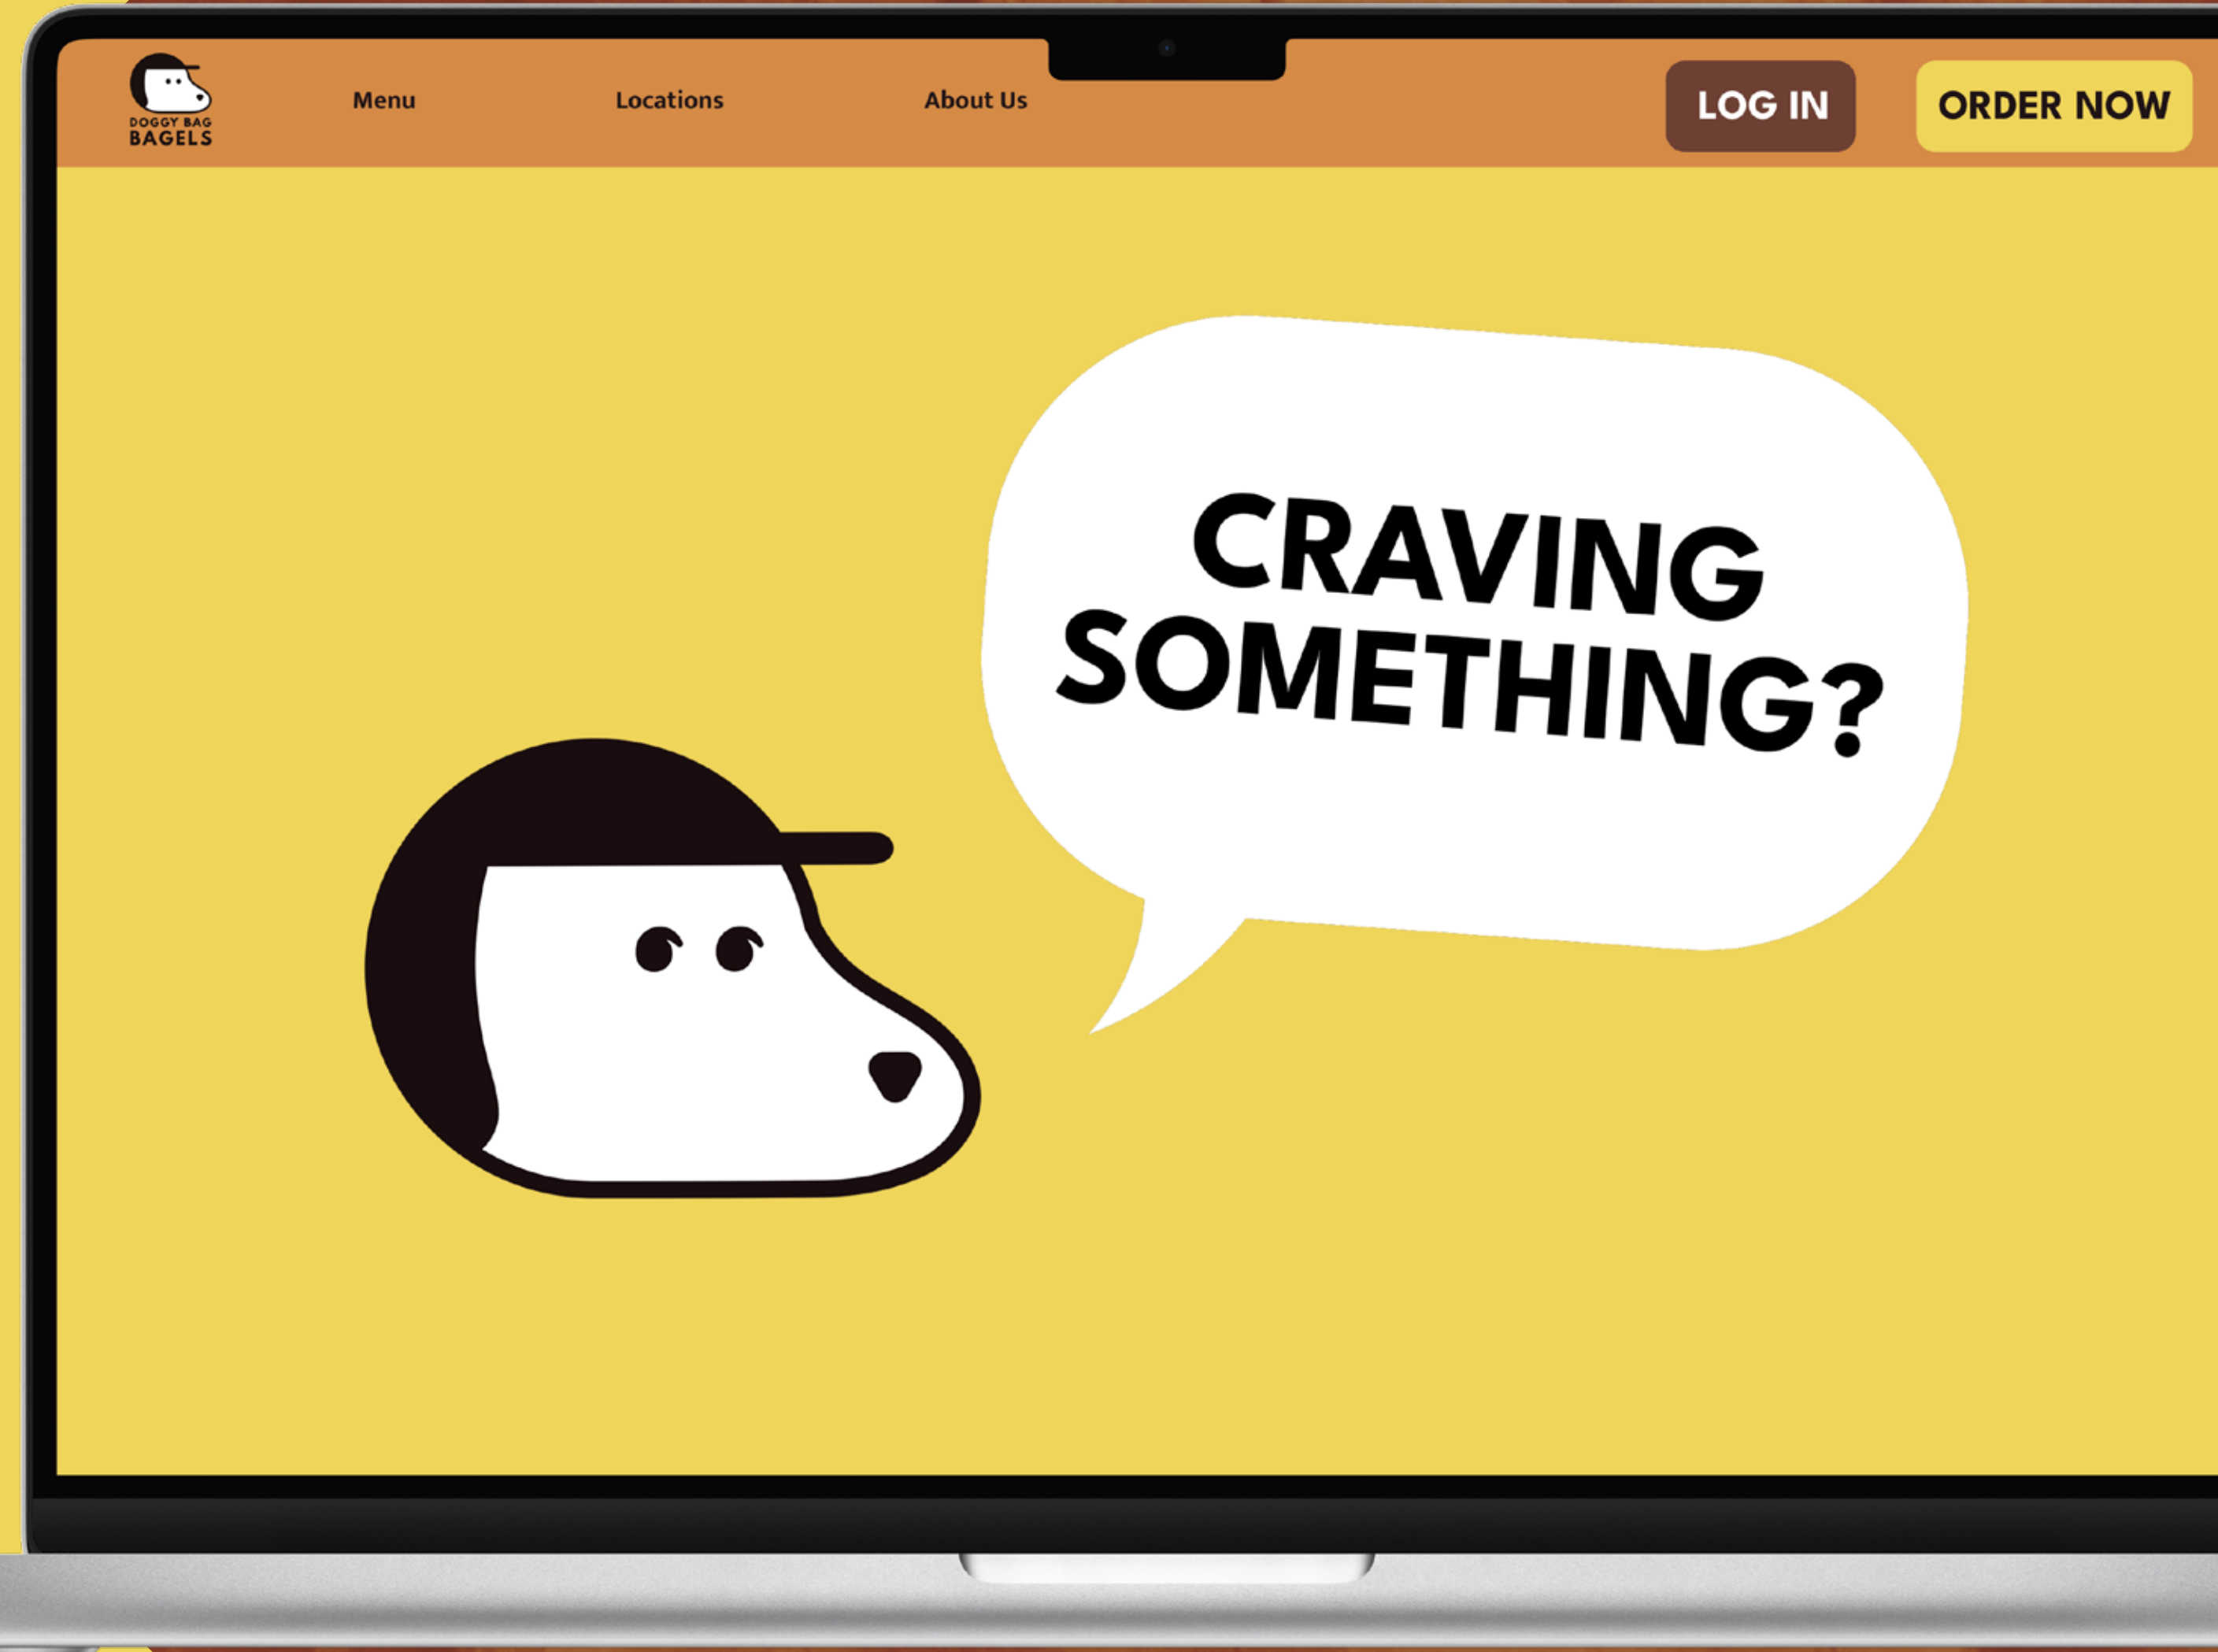 DOGGY BAG
BAGELS
Menu
Locations
About Us
LOG IN
ORDER NOW
CRAVING
SOMETHING?